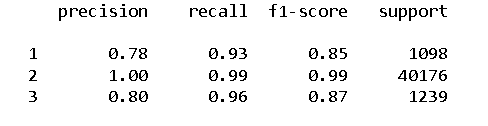 precision recall f1-score support
1 0.78 0.93 0.85 1098
2 1.00 0.99 0.99 40176
3 0.80 0.96 0.87 1239